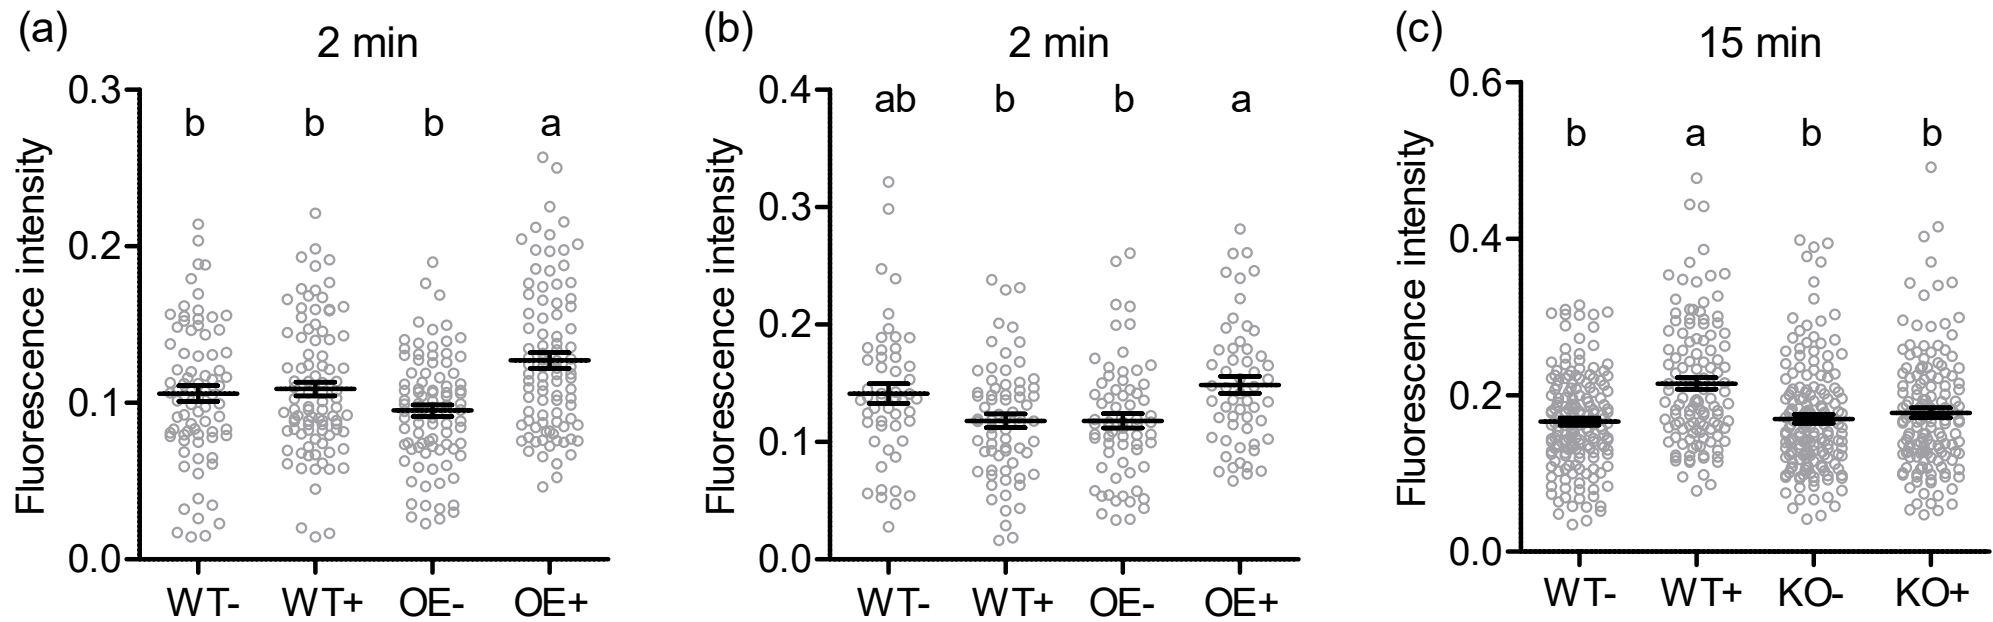 (a)
2 min
Fluorescence intensity
0.3
0.2
0.1
0.0
b b b a
WT- WT+ OE- OE+
(b)
2 min
Fluorescence intensity
0.4
0.3
0.2
0.1
0.0
ab b b a
WT- WT+ OE- OE+
(c)
15 min
Fluorescence intensity
0.6
0.4
0.2
0.0
b a b b
WT- WT+ KO- KO+